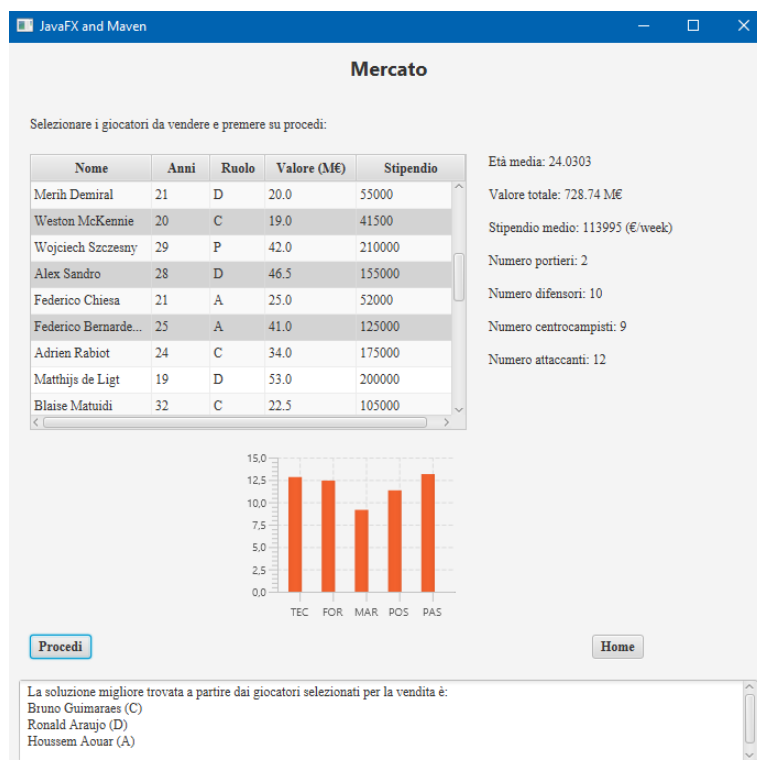 JavaFX and Maven
Mercato
Selezionare i giocatori da vendere e premere su procedi:
Nome Anni Ruolo Valore (M€) Stipendio
Merih Demiral 21 D 20.0 55000
Weston McKennie 20 C 19.0 41500
Wojciech Szczesny 29 P 42.0 210000
Alex Sandro 28 D 46.5 155000
Federico Chiesa 21 A 25.0 52000
Federico Bernarde... 25 A 41.0 125000
Adrien Rabiot 24 C 34.0 175000
Matthijs de Ligt 19 D 53.0 200000
Blaise Matuidi 32 C 22.5 105000
Età media: 24.0303
Valore totale: 728.74 M€
Stipendio medio: 113995 (€/week)
Numero portieri: 2
Numero difensori: 10
Numero centrocampisti: 9
Numero attaccanti: 12
15,0
12,5
10,0
7,5
5,0
2,5
0,0
TEC FOR MAR POS PAS
Procedi
Home
La soluzione migliore trovata a partire dai giocatori selezionati per la vendita è:
Bruno Guimaraes (C)
Ronald Araujo (D)
Houssem Aouar (A)